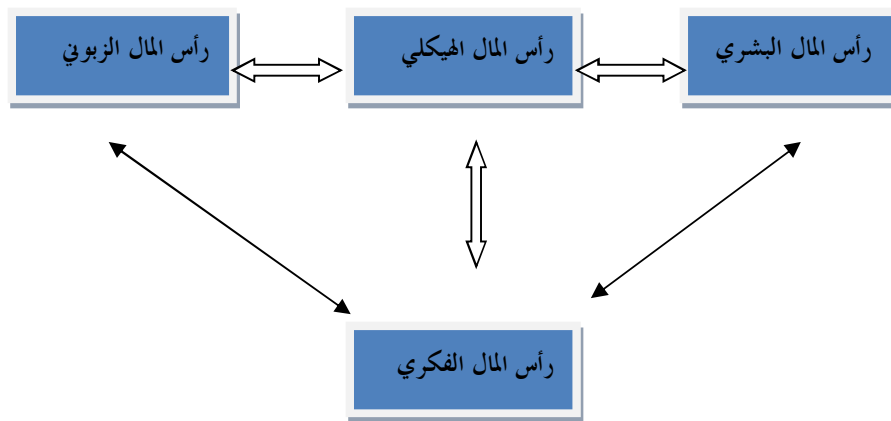 رأس المال البشري
رأس المال الهيكلي
رأس المال الزبوني
رأس المال الفكري